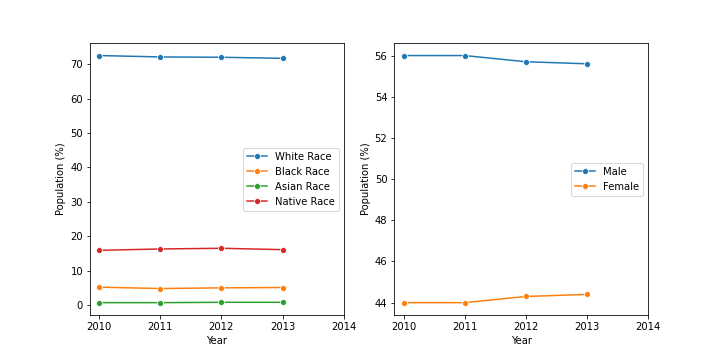 70
60
50
40
30
20
10
0
Population (%)
White Race
Black Race
Asian Race
Native Race
2010 2011 2012 2013 2014
Year
56
54
52
50
48
46
44
Population (%)
Male
Female
2010 2011 2012 2013 2014
Year